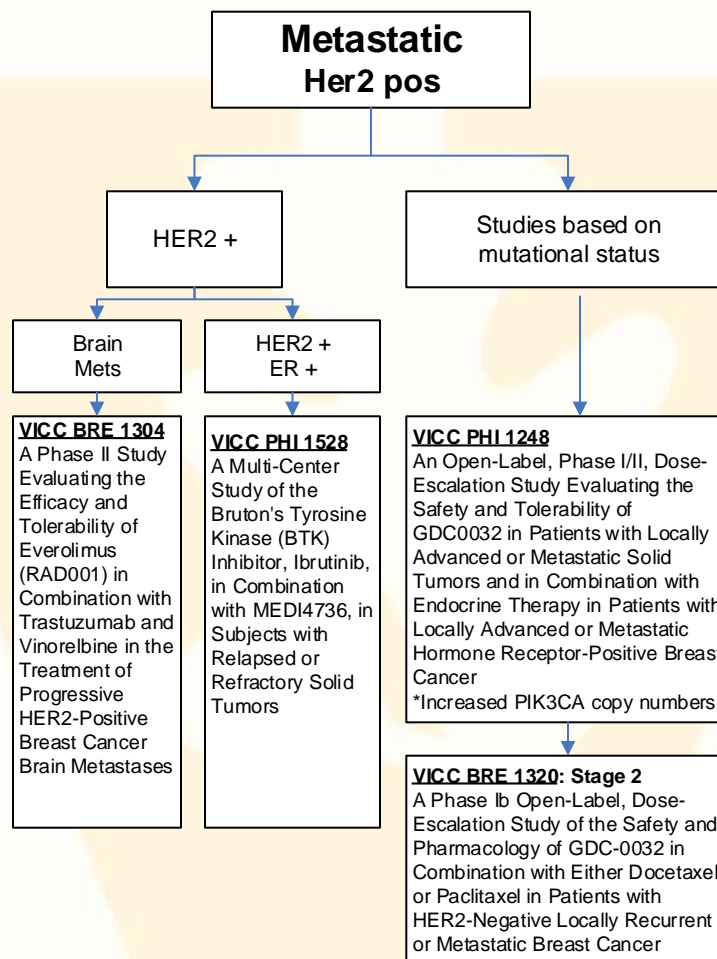 Metastatic
Her2 pos
HER2 +
Studies based on
mutational status
Brain
Mets
HER2 +
ER +
VICC BRE 1304
A Phase II Study
Evaluating the
Efficacy and
Tolerability of
Everolimus
(RAD001) in
Combination with
Trastuzumab and
Vinorelbine in the
Treatment of
Progressive
HER2-Positive
Breast Cancer
Brain Metastases
VICC PHI 1528
A Multi-Center
Study of the
Bruton's Tyrosine
Kinase (BTK)
Inhibitor, Ibrutinib,
in Combination
with MEDI4736, in
Subjects with
Relapsed or
Refractory Solid
Tumors
VICC PHI 1248
An Open-Label, Phase I/II, Dose-
Escalation Study Evaluating the
Safety and Tolerability of
GDC0032 in Patients with Locally
Advanced or Metastatic Solid
Tumors and in Combination with
Endocrine Therapy in Patients with
Locally Advanced or Metastatic
Hormone Receptor-Positive Breast
Cancer
*Increased PIK3CA copy numbers
VICC BRE 1320: Stage 2
A Phase Ib Open-Label, Dose-
Escalation Study of the Safety and
Pharmacology of GDC-0032 in
Combination with Either Docetaxel
or Paclitaxel in Patients with
HER2-Negative Locally Recurrent
or Metastatic Breast Cancer